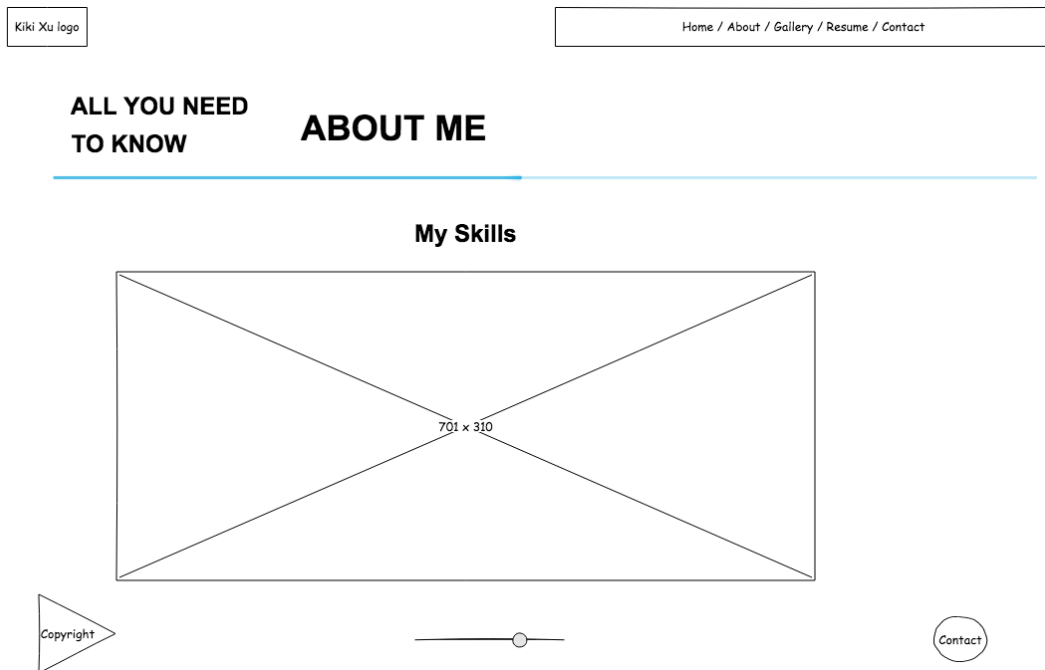 Kiki Xu logo
Home / About / Gallery / Resume / Contact
ALL YOU NEED
TO KNOW
ABOUT ME
My Skills
701 x 310
Copyright
Contact